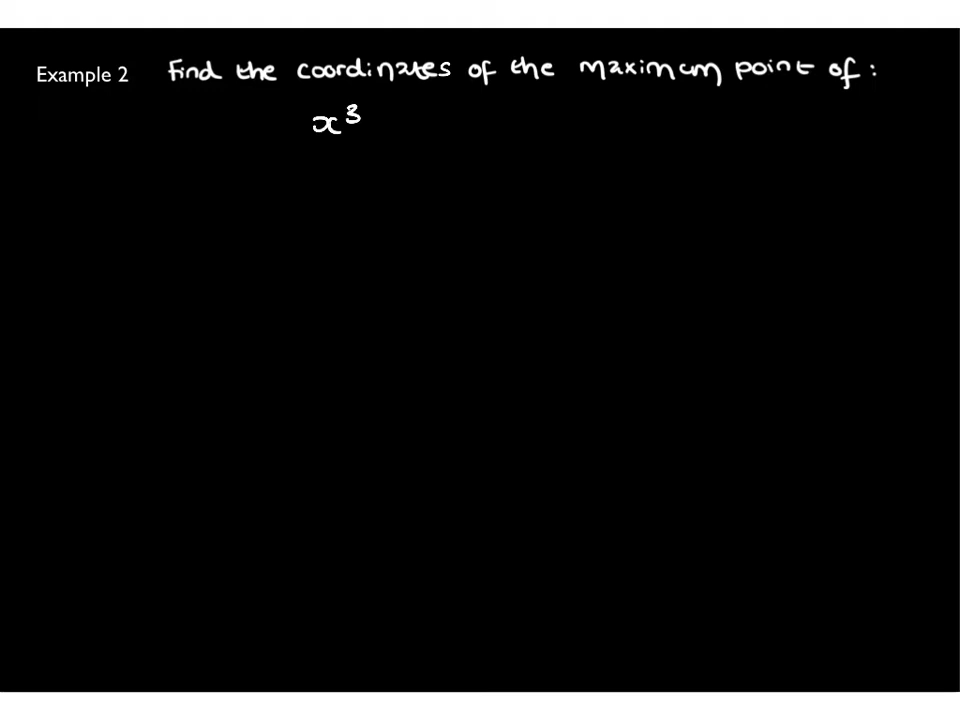 Example 2 Find the coordinates of the maximum point of :
x³